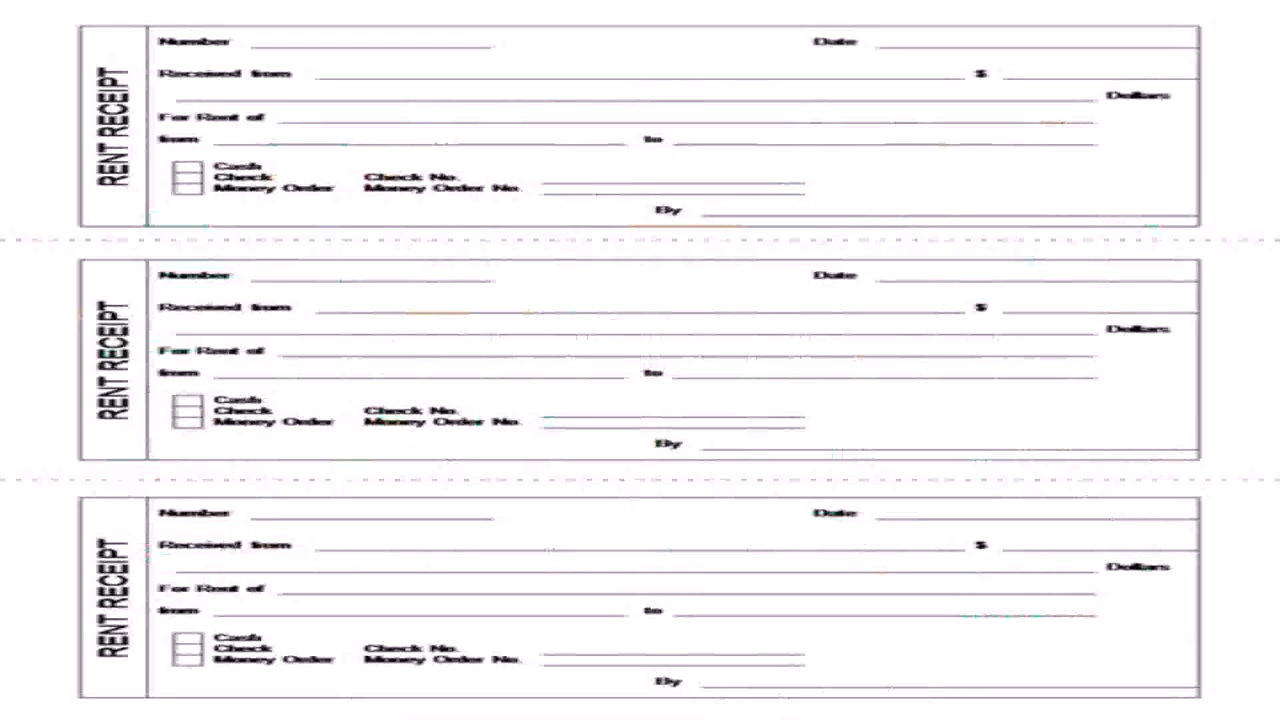 RENT RECEIPT
Number Date
Received from $
Dollars
For Rent of
from to
Cash
Check Check No.
Money Order Money Order No.
By
RENT RECEIPT
Number Date
Received from $
Dollars
For Rent of
from to
Cash
Check Check No.
Money Order Money Order No.
By
RENT RECEIPT
Number Date
Received from $
Dollars
For Rent of
from to
Cash
Check Check No.
Money Order Money Order No.
By